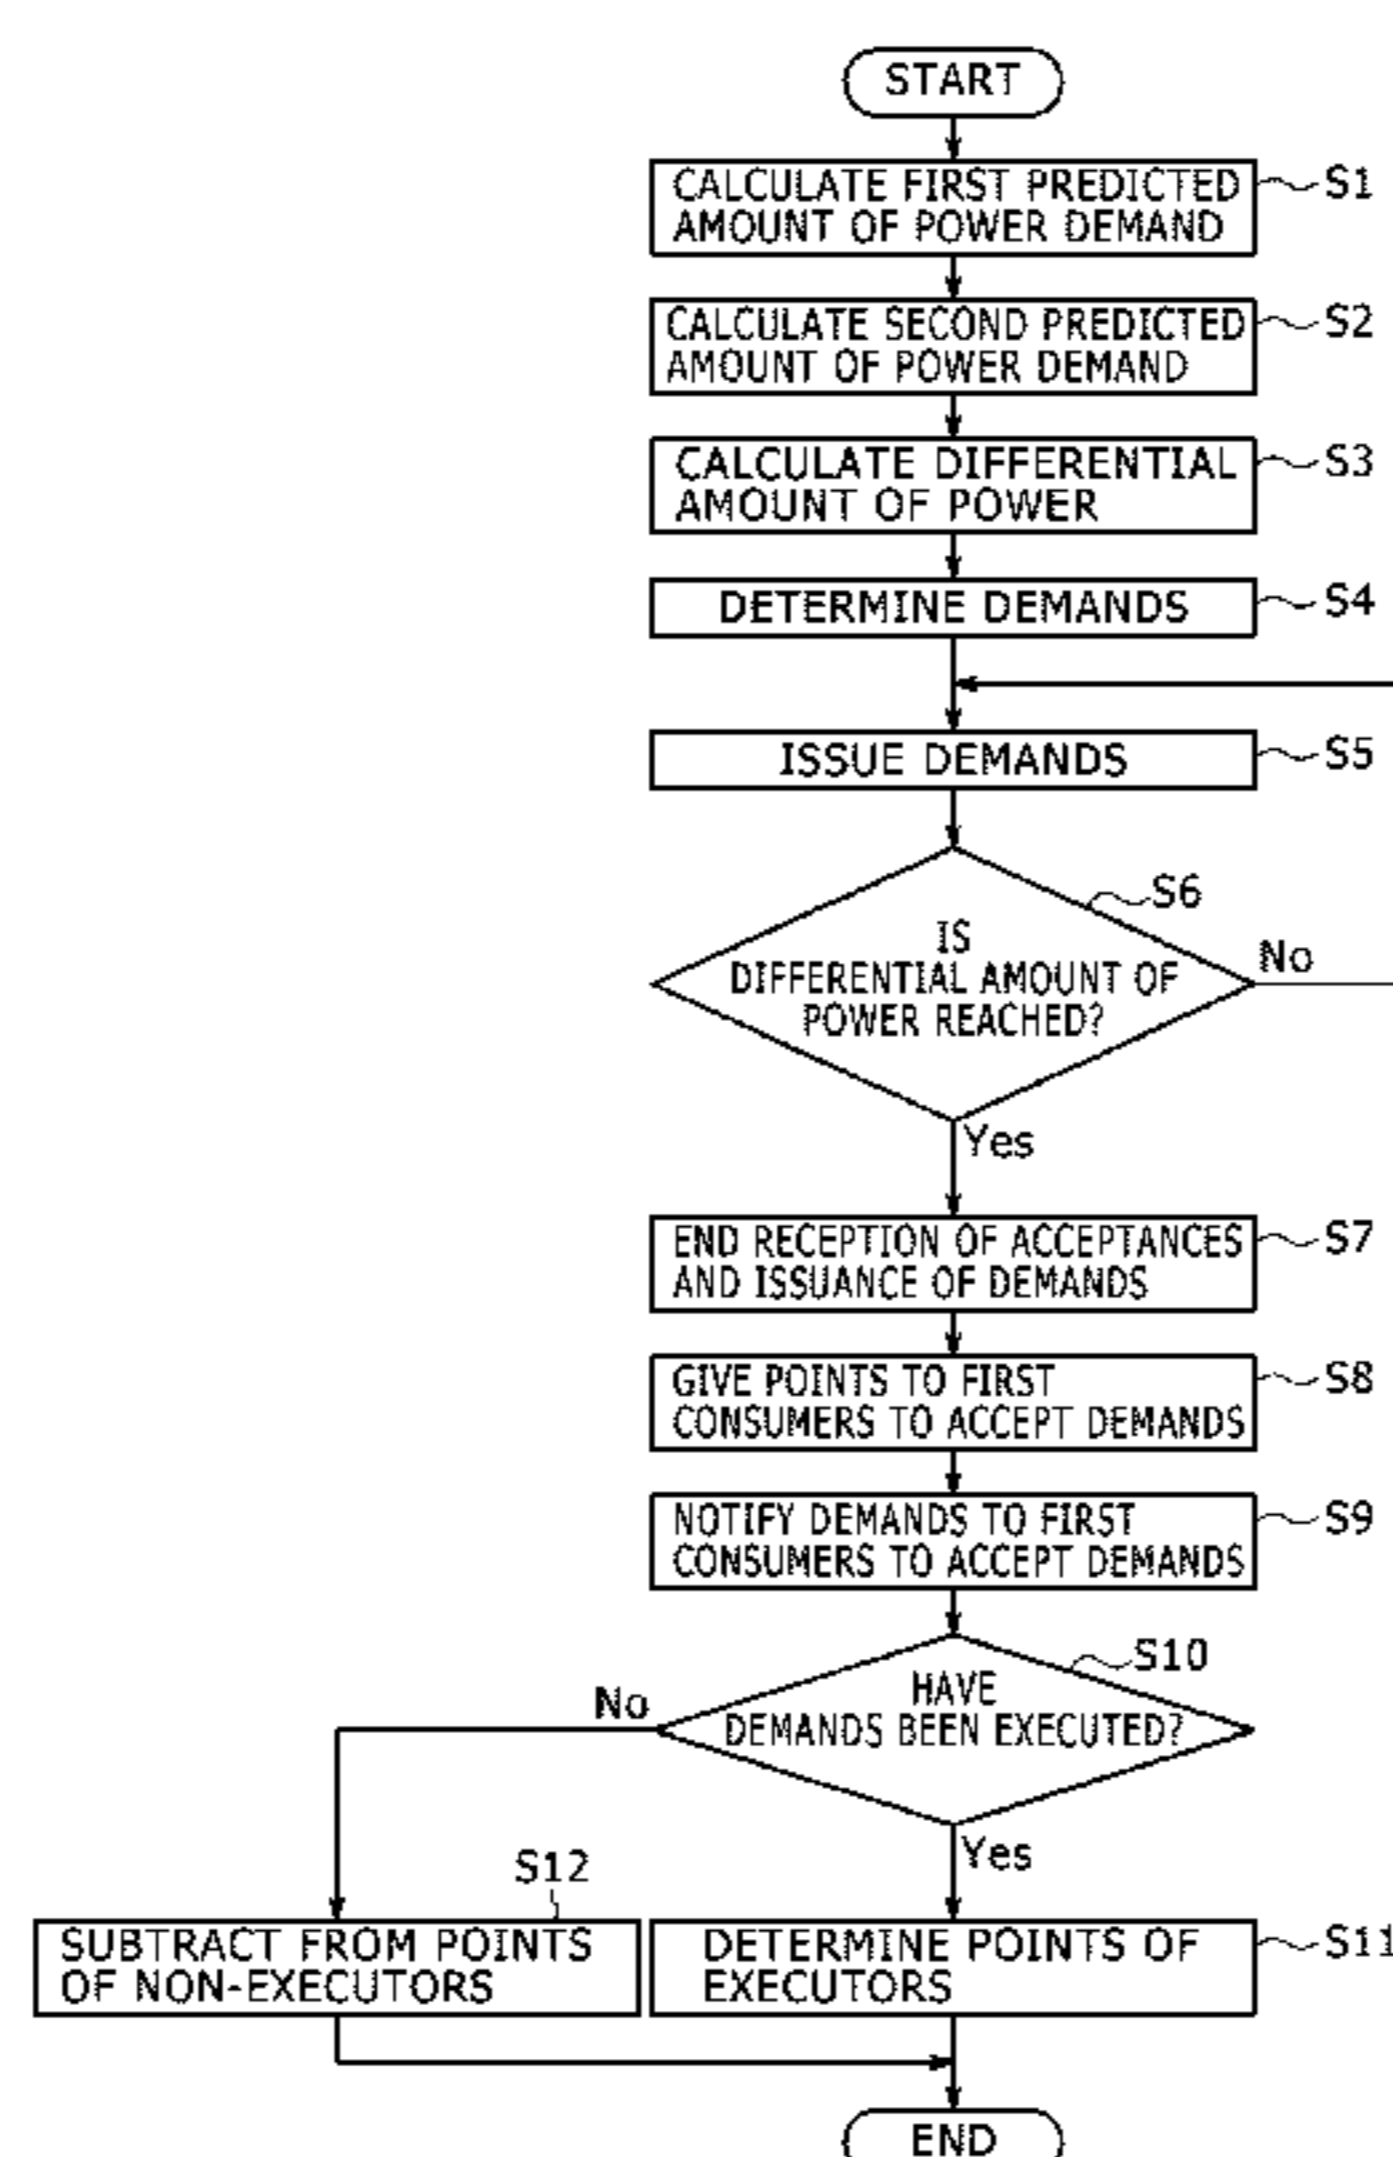 START
CALCULATE FIRST PREDICTED
AMOUNT OF POWER DEMAND
S1
CALCULATE SECOND PREDICTED
AMOUNT OF POWER DEMAND
S2
CALCULATE DIFFERENTIAL
AMOUNT OF POWER
S3
DETERMINE DEMANDS
S4
ISSUE DEMANDS
S5
S6
IS
DIFFERENTIAL AMOUNT OF
POWER REACHED?
No
Yes
END RECEPTION OF ACCEPTANCES
AND ISSUANCE OF DEMANDS
S7
GIVE POINTS TO FIRST
CONSUMERS TO ACCEPT DEMANDS
S8
NOTIFY DEMANDS TO FIRST
CONSUMERS TO ACCEPT DEMANDS
S9
S10
HAVE
DEMANDS BEEN EXECUTED?
No
Yes
S12
SUBTRACT FROM POINTS
OF NON-EXECUTORS
DETERMINE POINTS OF
EXECUTORS
S11
END